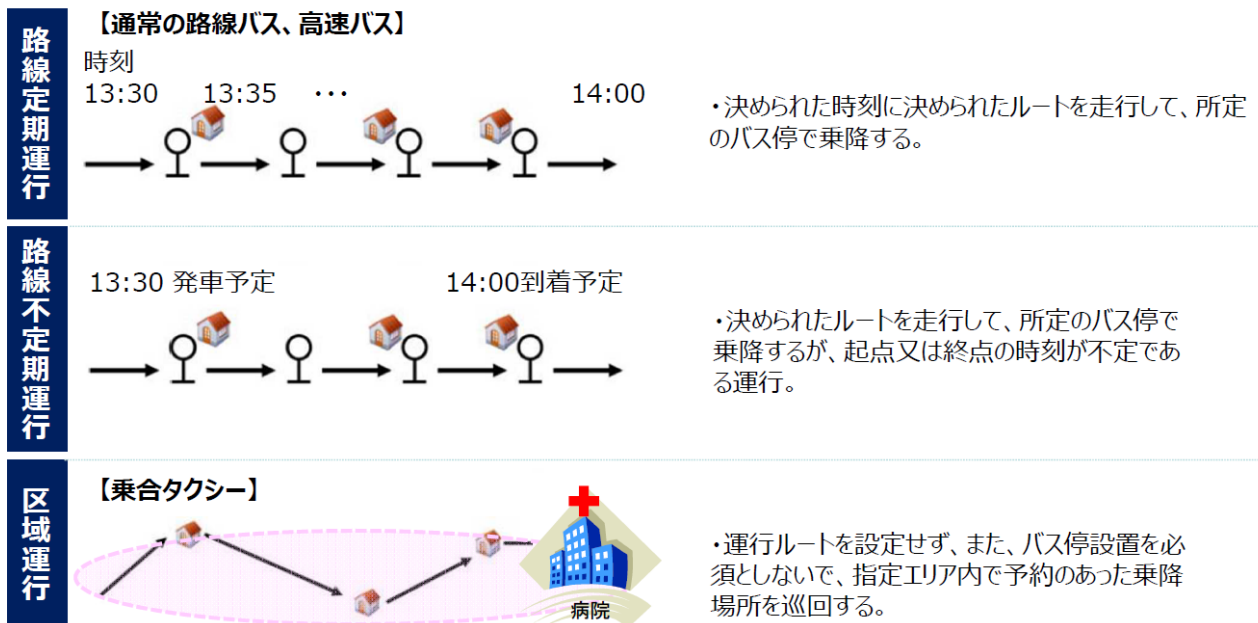 路線定期運行
【通常の路線バス、高速バス】
時刻
13:30 13:35 ・・・ 14:00
・決められた時刻に決められたルートを走行して、所定
のバス停で乗降する。
路線不定期運行
13:30 発車予定 14:00到着予定
・決められたルートを走行して、所定のバス停で
乗降するが、起点又は終点の時刻が不定であ
る運行。
区域運行
【乗合タクシー】
病院
・運行ルートを設定せず、また、バス停設置を必
須としないで、指定エリア内で予約のあった乗降
場所を巡回する。